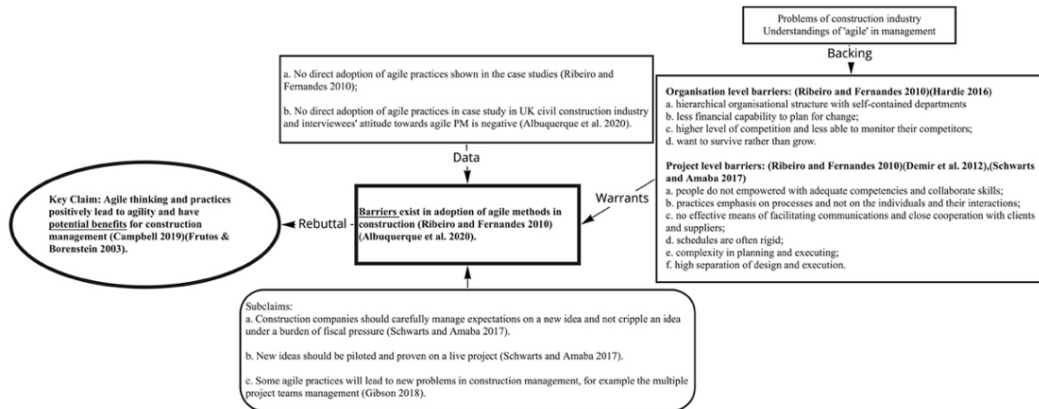 Problems of construction industry
Understandings of 'agile' in management
Backing
a. No direct adoption of agile practices shown in the case studies (Ribeiro and
Fernandes 2010);
b. No direct adoption of agile practices in case study in UK civil construction industry
and interviewees' attitude towards agile PM is negative (Albuquerque et al. 2020).
Data
Organisation level barriers: (Ribeiro and Fernandes 2010)(Hardie 2016)
a. hierarchical organisational structure with self-contained departments
b. less financial capability to plan for change;
c. higher level of competition and less able to monitor their competitors;
d. want to survive rather than grow.
Project level barriers: (Ribeiro and Fernandes 2010)(Demir et al. 2012),(Schwarts
and Amaba 2017)
a. people do not empowered with adequate competencies and collaborate skills;
b. practices emphasis on processes and not on the individuals and their interactions;
c. no effective means of facilitating communications and close cooperation with clients
and suppliers;
d. schedules are often rigid;
e. complexity in planning and executing;
f. high separation of design and execution.
Warrants
Key Claim: Agile thinking and practices
positively lead to agility and have
potential benefits for construction
management (Campbell 2019)(Frutos &
Borenstein 2003).
Rebuttal
Barriers exist in adoption of agile methods in
construction (Ribeiro and Fernandes 2010)
(Albuquerque et al. 2020).
Subclaims:
a. Construction companies should carefully manage expectations on a new idea and not cripple an idea
under a burden of fiscal pressure (Schwarts and Amaba 2017).
b. New ideas should be piloted and proven on a live project (Schwarts and Amaba 2017).
c. Some agile practices will lead to new problems in construction management, for example the multiple
project teams management (Gibson 2018).